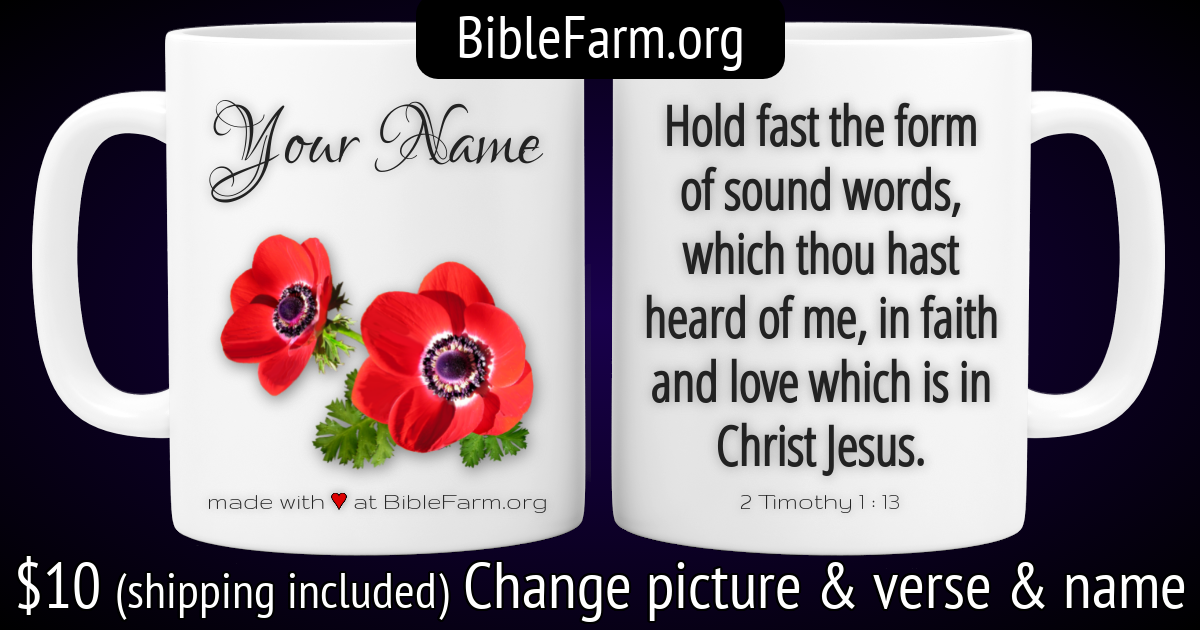 BibleFarm.org
Your Name
made with ♥ at BibleFarm.org
Hold fast the form
of sound words,
which thou hast
heard of me, in faith
and love which is in
Christ Jesus.
2 Timothy 1 : 13
$10 (shipping included) Change picture & verse & name